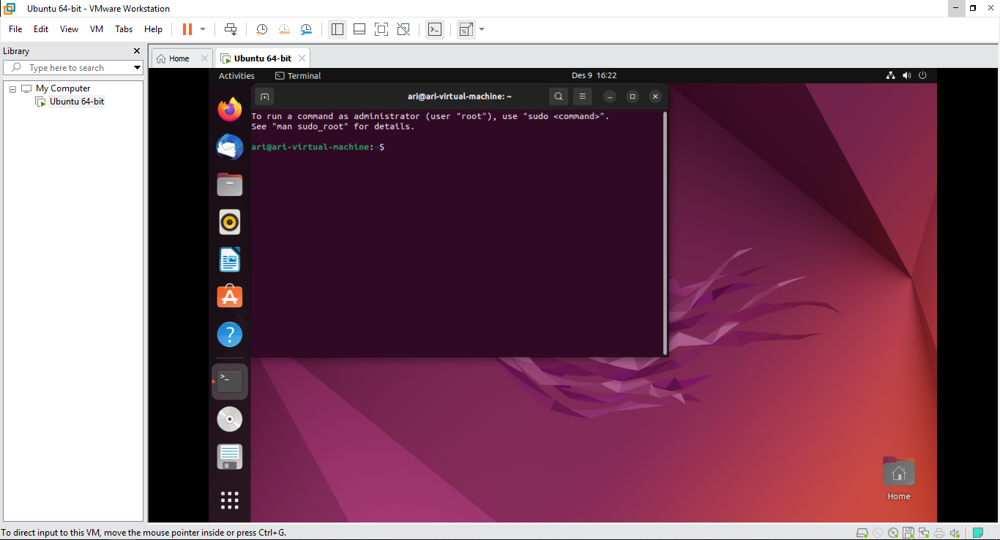 Ubuntu 64-bit - VMware Workstation
File Edit View VM Tabs Help
Library
Type here to search
My Computer
Ubuntu 64-bit
Home
Ubuntu 64-bit
Activities
Terminal
Des 9 16:22
ari@ari-virtual-machine: ~
To run a command as administrator (user "root"), use "sudo <command>".
See "man sudo_root" for details.
ari@ari-virtual-machine:~$
Home
To direct input to this VM, move the mouse pointer inside or press Ctrl+G.